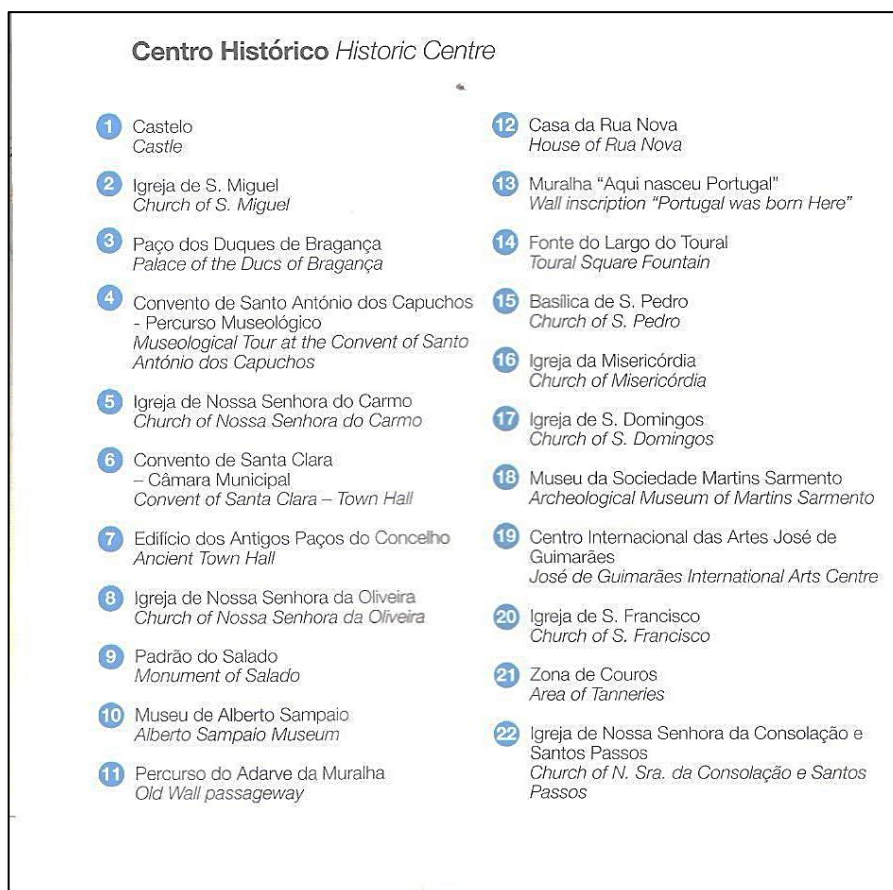 Centro Histórico Historic Centre
1 Castelo
Castle
2 Igreja de S. Miguel
Church of S. Miguel
3 Paço dos Duques de Bragança
Palace of the Ducs of Bragança
4 Convento de Santo António dos Capuchos
- Percurso Museológico
Museological Tour at the Convent of Santo
António dos Capuchos
5 Igreja de Nossa Senhora do Carmo
Church of Nossa Senhora do Carmo
6 Convento de Santa Clara
– Câmara Municipal
Convent of Santa Clara – Town Hall
7 Edifício dos Antigos Paços do Concelho
Ancient Town Hall
8 Igreja de Nossa Senhora da Oliveira
Church of Nossa Senhora da Oliveira
9 Padrão do Salado
Monument of Salado
10 Museu de Alberto Sampaio
Alberto Sampaio Museum
11 Percurso do Adarve da Muralha
Old Wall passageway
12 Casa da Rua Nova
House of Rua Nova
13 Muralha “Aqui nasceu Portugal”
Wall inscription “Portugal was born Here”
14 Fonte do Largo do Toural
Toural Square Fountain
15 Basílica de S. Pedro
Church of S. Pedro
16 Igreja da Misericórdia
Church of Misericórdia
17 Igreja de S. Domingos
Church of S. Domingos
18 Museu da Sociedade Martins Sarmento
Archeological Museum of Martins Sarmento
19 Centro Internacional das Artes José de
Guimarães
José de Guimarães International Arts Centre
20 Igreja de S. Francisco
Church of S. Francisco
21 Zona de Couros
Area of Tanneries
22 Igreja de Nossa Senhora da Consolação e
Santos Passos
Church of N. Sra. da Consolação e Santos
Passos